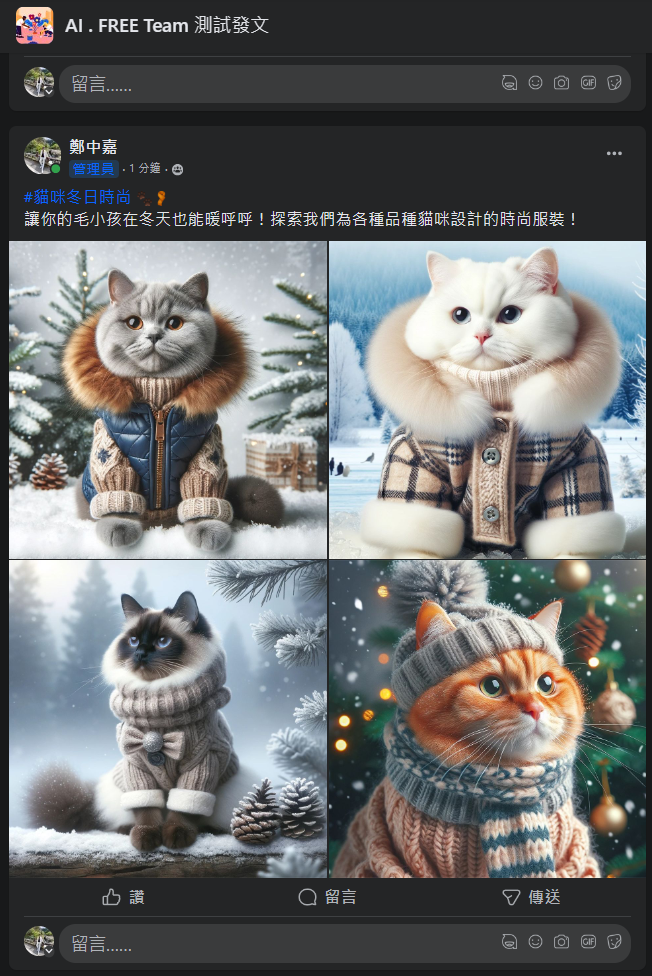 AI . FREE Team 測試發文
留言......
GIF
鄭中嘉
管理員 · 1 分鐘 ·
#貓咪冬日時尚
讓你的毛小孩在冬天也能暖呼呼！探索我們為各種品種貓咪設計的時尚服裝！
讚 留言 傳送
留言......
GIF